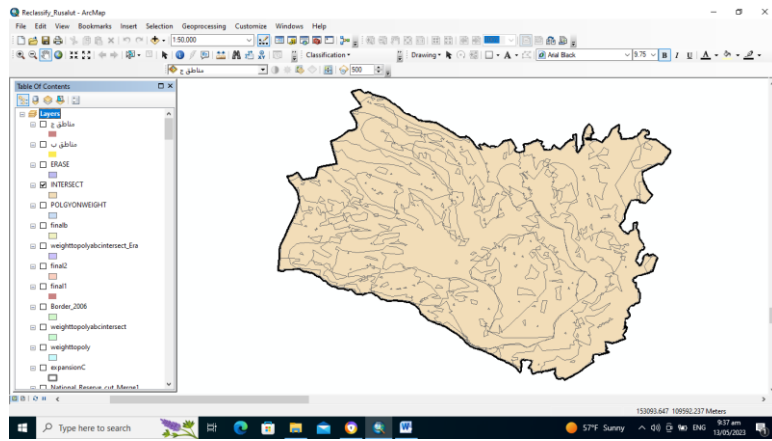 Reclassify_Rusalut - ArcMap
File Edit View Bookmarks Insert Selection Geoprocessing Customize Windows Help
1:50,000
Classification
Drawing
Arial Black
9.75
B I U A
مناطق ج
500
Table Of Contents
Layers
مناطق ج
مناطق ب
ERASE
INTERSECT
POLGYONWEIGHT
finalb
weighttopolyabcintersect_Era
final2
final1
Border_2006
weighttopolyabcintersect
weighttopoly
expansionC
National_Reserve_cut_Merge1
153093.647 109592.237 Meters
Type here to search
57°F Sunny
ENG
9:37 am
13/05/2023